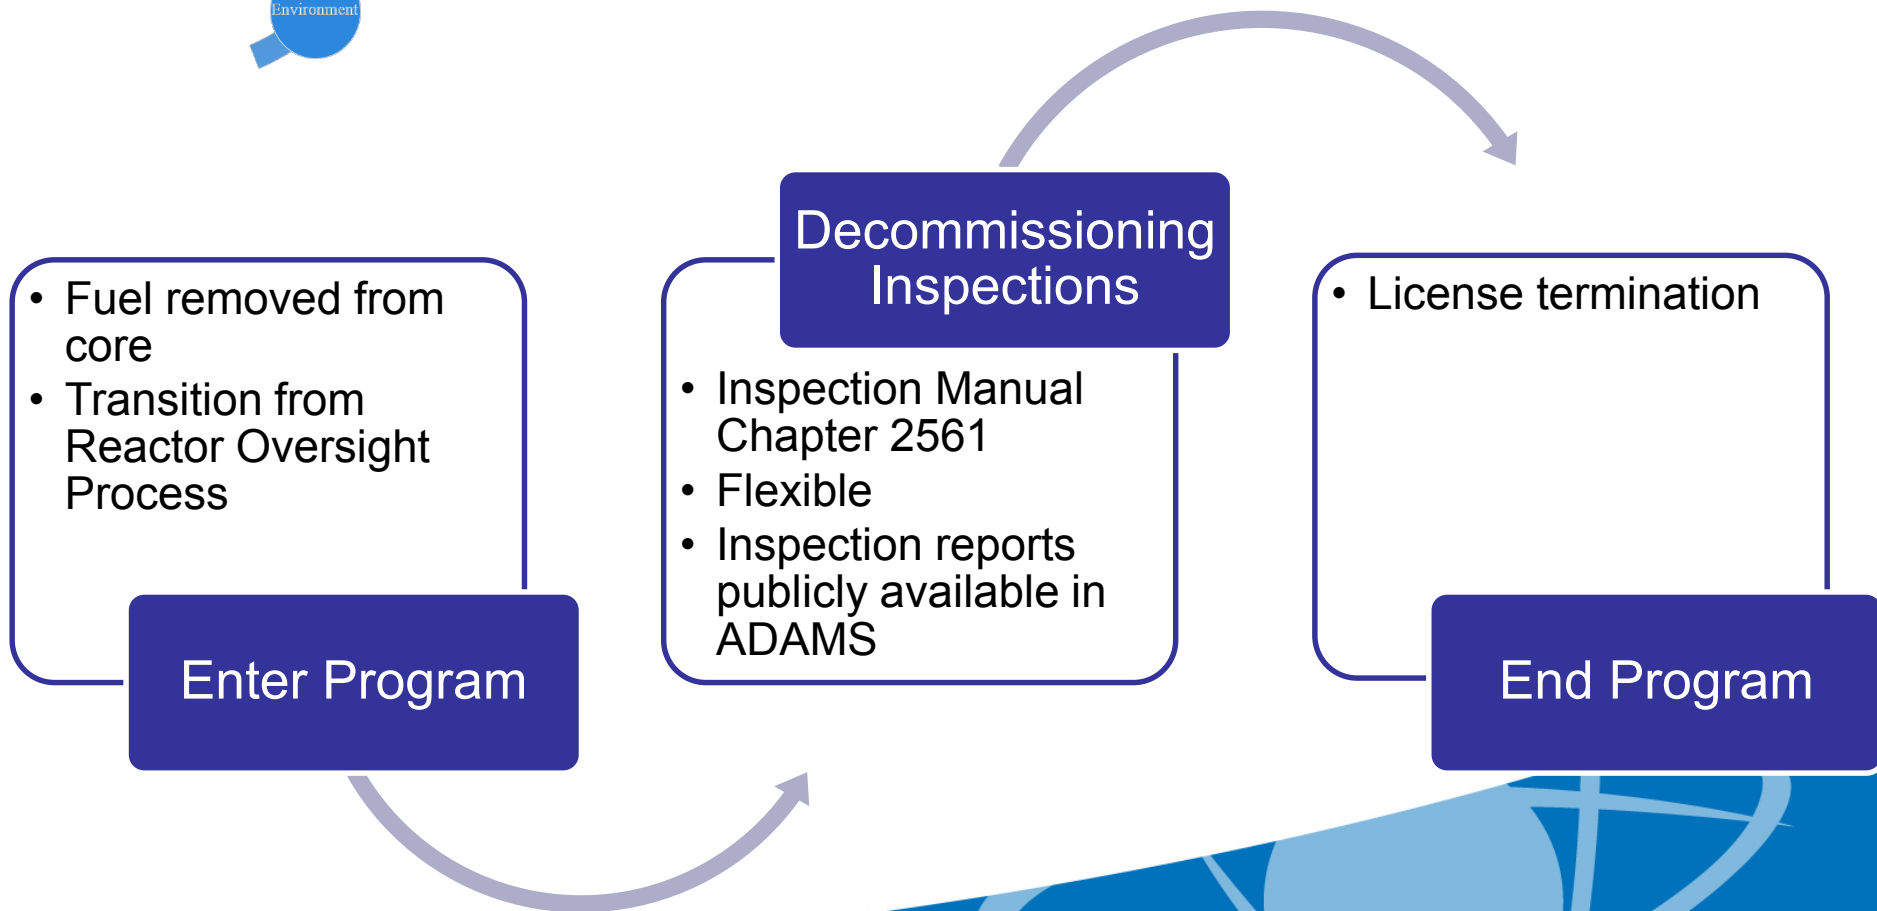 Environment
• Fuel removed from
core
• Transition from
Reactor Oversight
Process
Enter Program
Decommissioning
Inspections
• Inspection Manual
Chapter 2561
• Flexible
• Inspection reports
publicly available in
ADAMS
• License termination
End Program